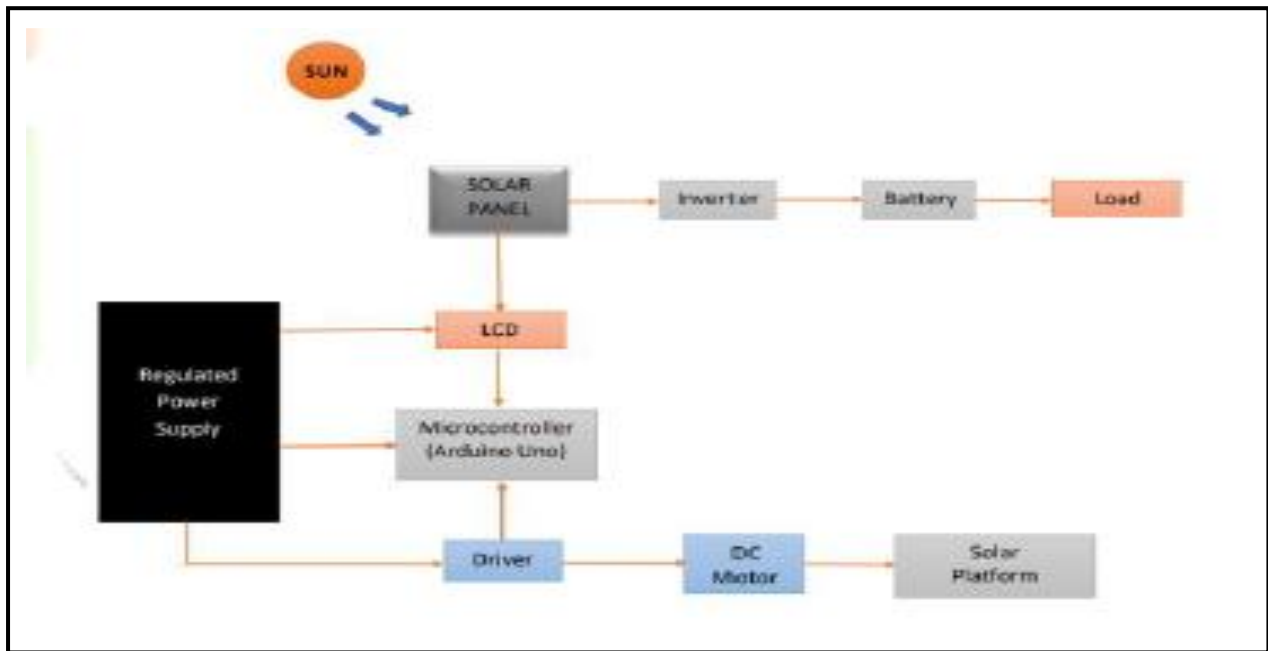 SUN
SOLAR
PANEL
Inverter
Battery
Load
LCD
Regulated
Power
Supply
Microcontroller
(Arduino Uno)
Driver
DC
Motor
Solar
Platform